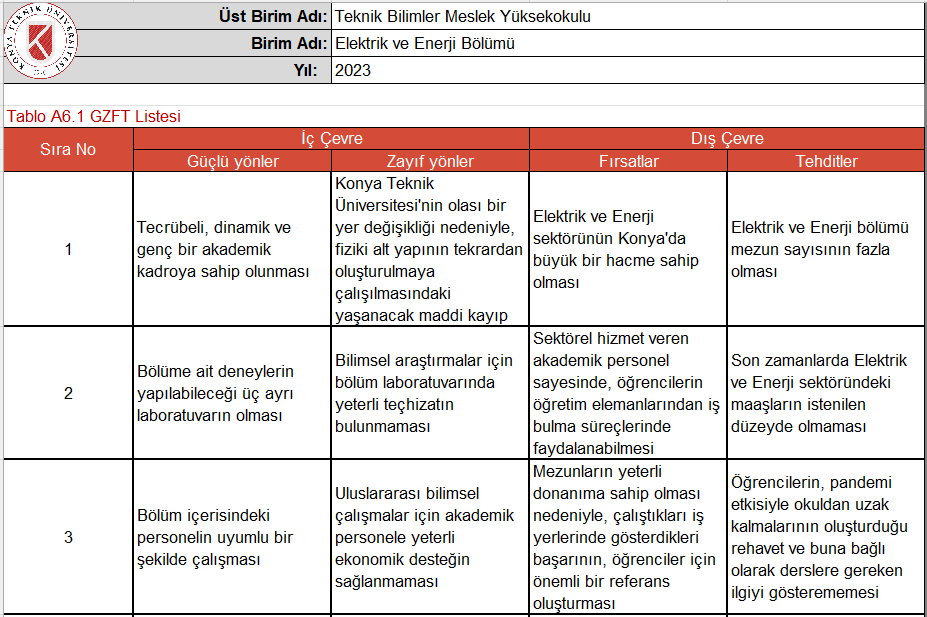 KONYA TEKNİK ÜNİVERSİTESİ
Üst Birim Adı: Teknik Bilimler Meslek Yüksekokulu
Birim Adı: Elektrik ve Enerji Bölümü
Yıl: 2023
Tablo A6.1 GZFT Listesi
Sıra No
İç Çevre
Dış Çevre
Güçlü yönler
Zayıf yönler
Fırsatlar
Tehditler
1
Tecrübeli, dinamik ve
genç bir akademik
kadroya sahip olunması
Konya Teknik
Üniversitesi'nin olası bir
yer değişikliği nedeniyle,
fiziki alt yapının tekrardan
oluşturulmaya
çalışılmasındaki
yaşanacak maddi kayıp
Elektrik ve Enerji
sektörünün Konya'da
büyük bir hacme sahip
olması
Elektrik ve Enerji bölümü
mezun sayısının fazla
olması
2
Bölüme ait deneylerin
yapılabileceği üç ayrı
laboratuvarın olması
Bilimsel araştırmalar için
bölüm laboratuvarında
yeterli teçhizatın
bulunmaması
Sektörel hizmet veren
akademik personel
sayesinde, öğrencilerin
öğretim elemanlarından iş
bulma süreçlerinde
faydalanabilmesi
Son zamanlarda Elektrik
ve Enerji sektöründeki
maaşların istenilen
düzeyde olmaması
3
Bölüm içerisindeki
personelin uyumlu bir
şekilde çalışması
Uluslararası bilimsel
çalışmalar için akademik
personele yeterli
ekonomik desteğin
sağlanmaması
Mezunların yeterli
donanıma sahip olması
nedeniyle, çalıştıkları iş
yerlerinde gösterdikleri
başarının, öğrenciler için
önemli bir referans
oluşturması
Öğrencilerin, pandemi
etkisiyle okuldan uzak
kalmalarının oluşturduğu
rehavet ve buna bağlı
olarak derslere gereken
ilgiyi gösterememesi